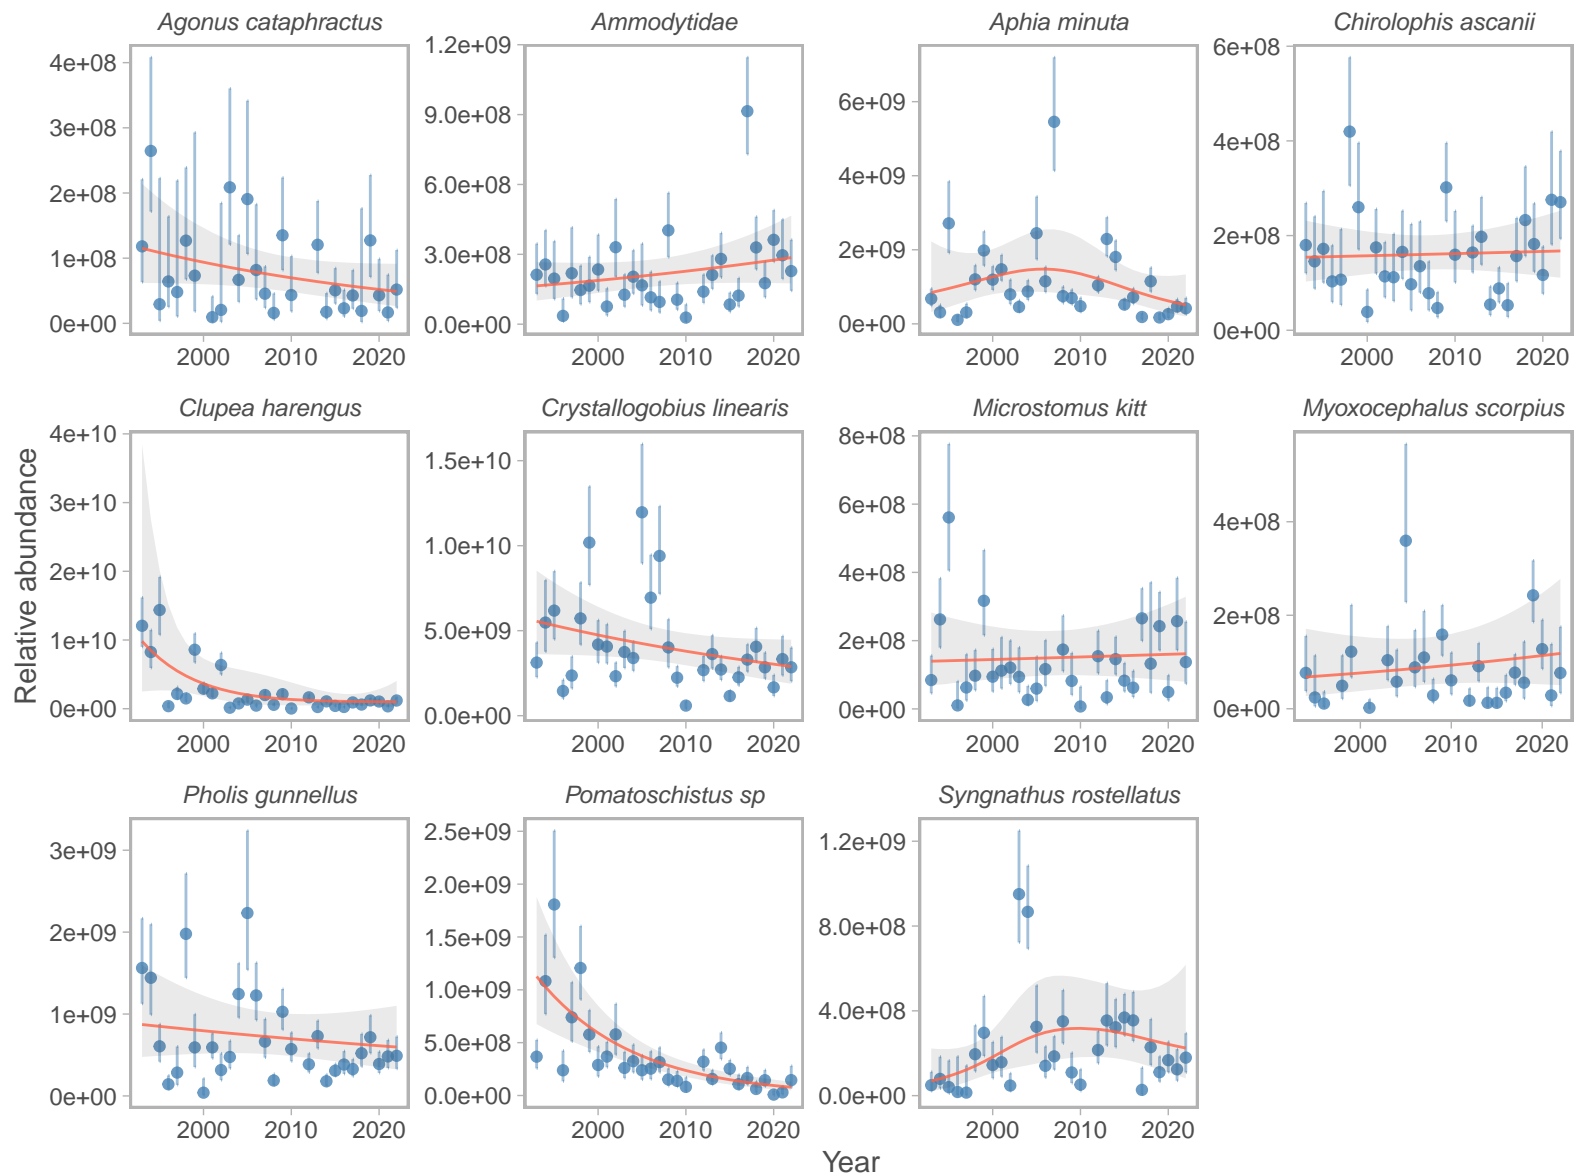 Agonus cataphractus
Ammodytidae
Aphia minuta
Chirolophis ascanii
4e+08
3e+08
2e+08
1e+08
0e+00
2000 2010 2020
1.2e+09
9.0e+08
6.0e+08
3.0e+08
0.0e+00
2000 2010 2020
6e+09
4e+09
2e+09
0e+00
2000 2010 2020
6e+08
4e+08
2e+08
0e+00
2000 2010 2020
Clupea harengus
Crystallogobius linearis
Microstomus kitt
Myoxocephalus scorpius
Relative abundance
4e+10
3e+10
2e+10
1e+10
0e+00
2000 2010 2020
1.5e+10
1.0e+10
5.0e+09
0.0e+00
2000 2010 2020
8e+08
6e+08
4e+08
2e+08
0e+00
2000 2010 2020
4e+08
2e+08
0e+00
2000 2010 2020
Pholis gunnellus
Pomatoschistus sp
Syngnathus rostellatus
3e+09
2e+09
1e+09
0e+00
2000 2010 2020
2.5e+09
2.0e+09
1.5e+09
1.0e+09
5.0e+08
0.0e+00
2000 2010 2020
1.2e+09
8.0e+08
4.0e+08
0.0e+00
2000 2010 2020
Year